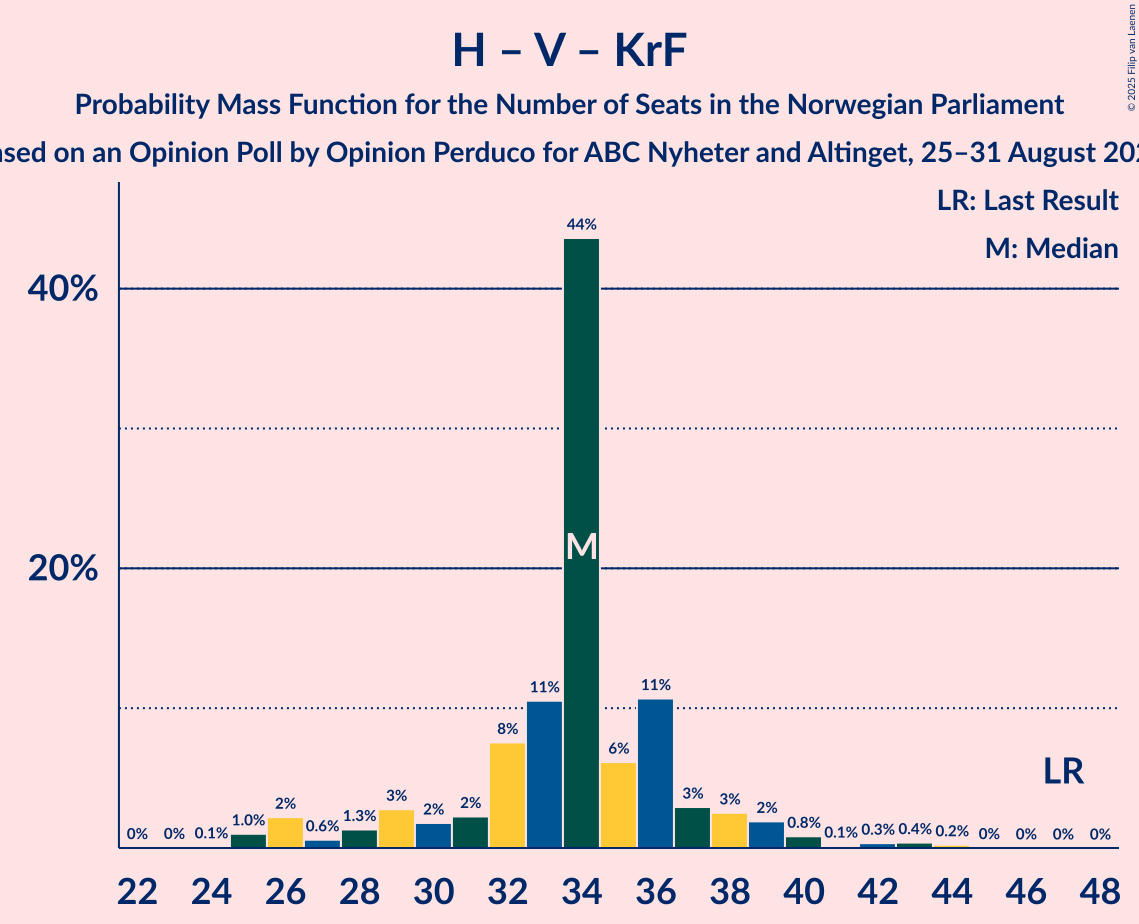 H – V – KrF
Probability Mass Function for the Number of Seats in the Norwegian Parliament
on an Opinion Poll by Opinion Perduco for ABC Nyheter and Altinget, 25–31 August
© 2025 Filip van Laenen
LR: Last Result
M: Median
44%
40%
M
20%
11% 11%
8%
6%
LR
0% 0% 0.1% 1.0% 2% 0.6% 1.3% 3% 2% 2% 3% 3% 2% 0.8% 0.1% 0.3% 0.4% 0.2% 0% 0% 0% 0%
22 24 26 28 30 32 34 36 38 40 42 44 46 48